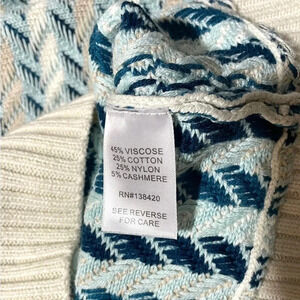 45% VISCOSE
25% COTTON
25% NYLON
5% CASHMERE
RN#138420
SEE REVERSE
FOR CARE